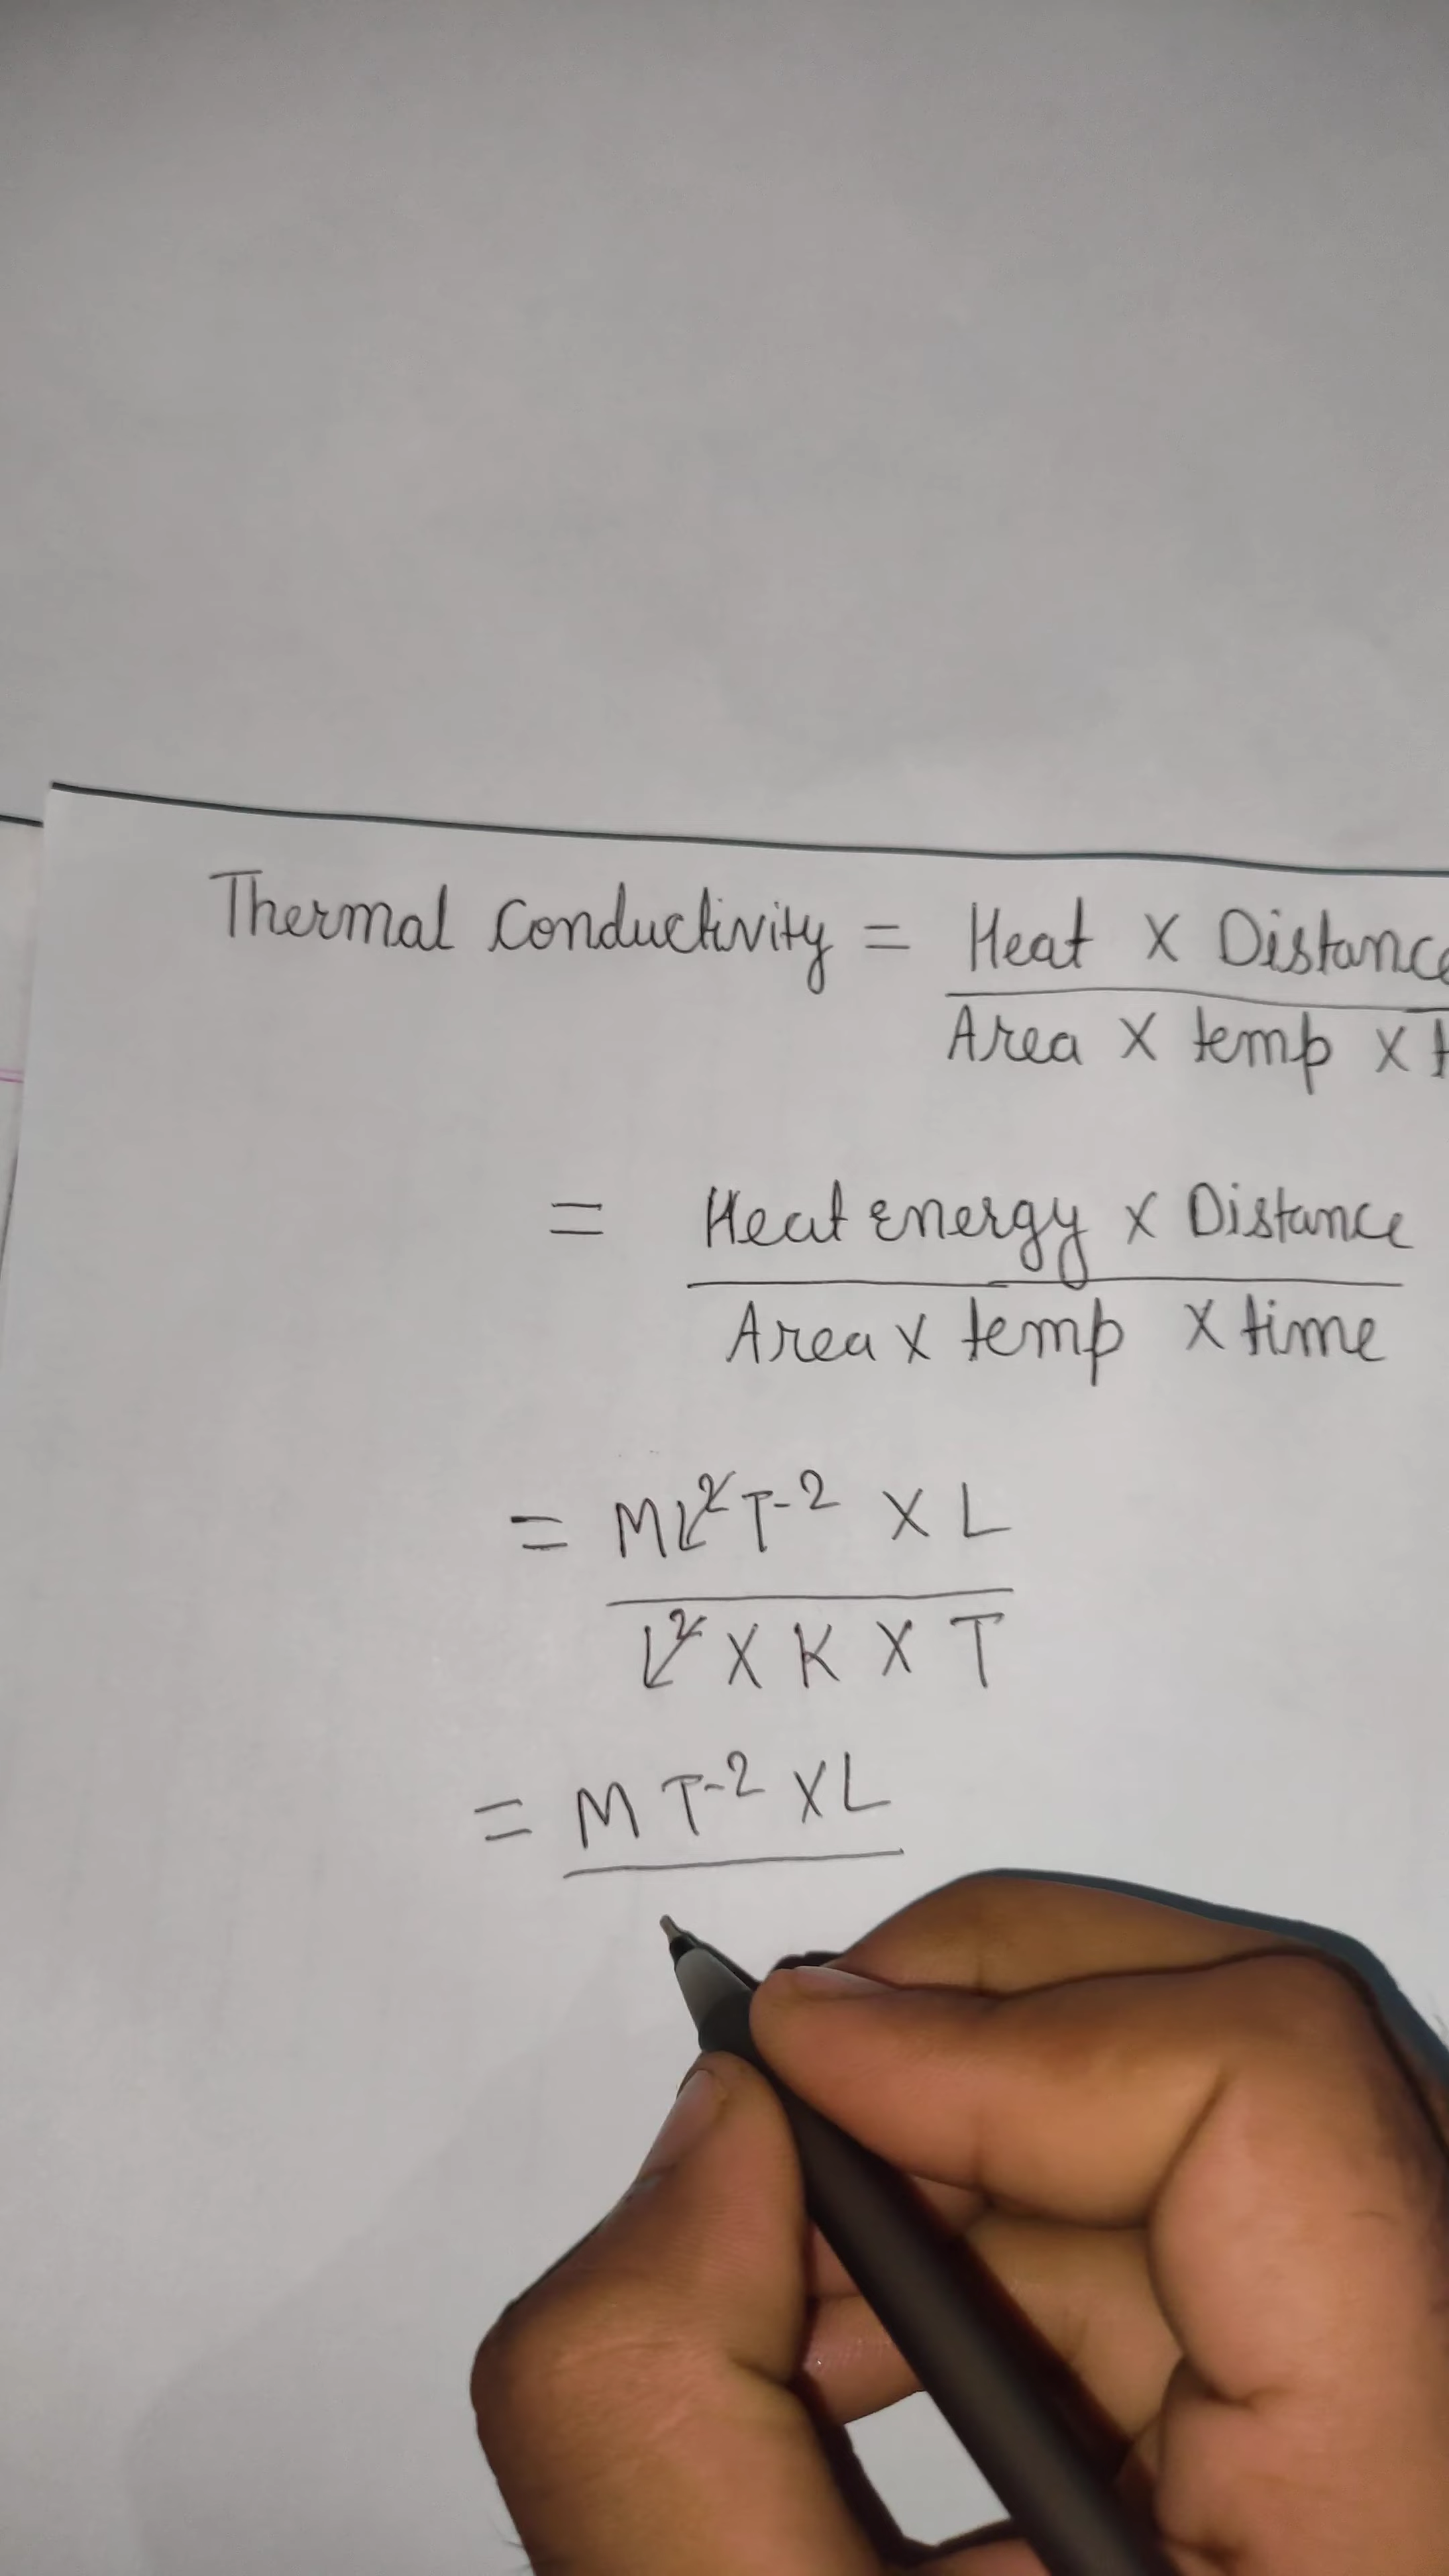 Thermal Conductivity = Heat X Distance
Area X temp X t
= Heat energy X Distance
Area X temp X time
= ML²T-2 X L
L² X K X T
= M T-2 X L